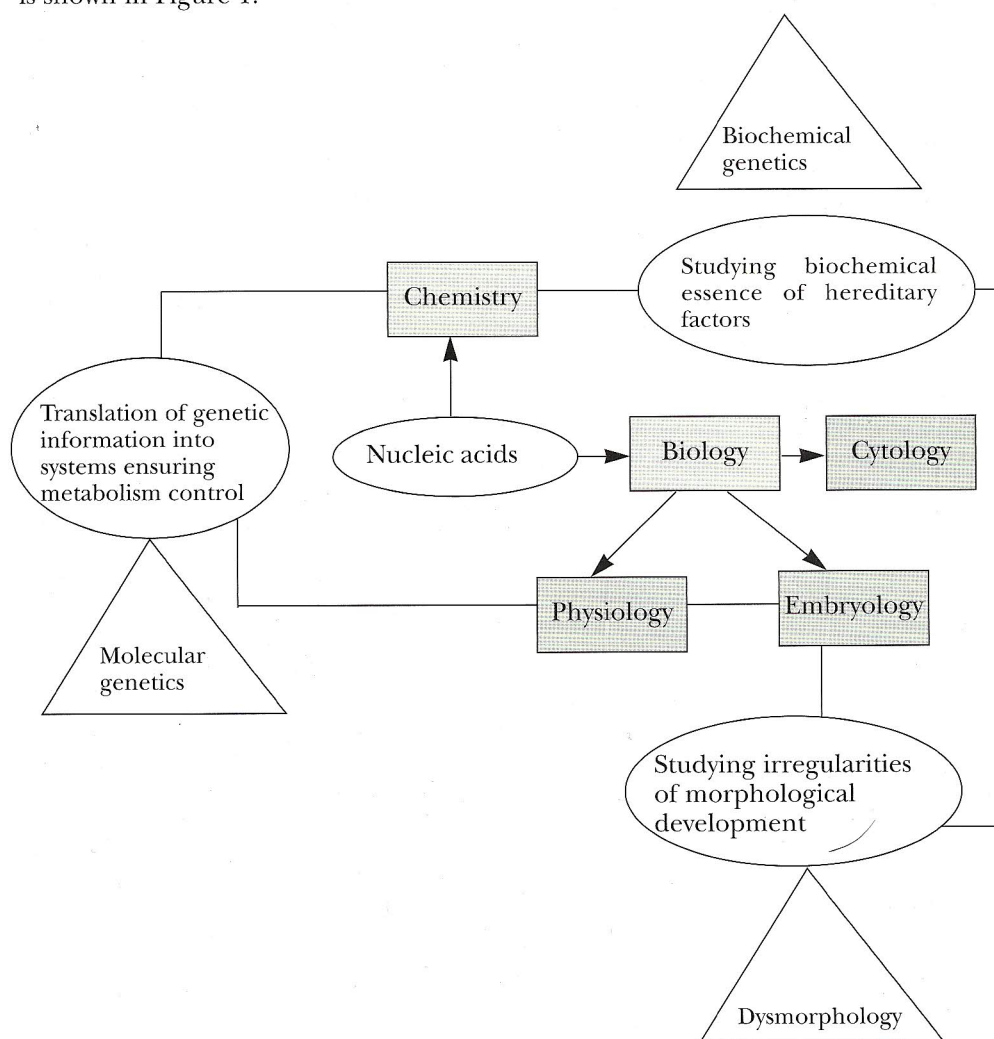 is shown in Figure 1.
Biochemical
genetics
Studying biochemical
essence of hereditary
factors
Chemistry
Translation of genetic
information into
systems ensuring
metabolism control
Nucleic acids
Biology
Cytology
Physiology
Embryology
Molecular
genetics
Studying irregularities
of morphological
development
Dysmorphology